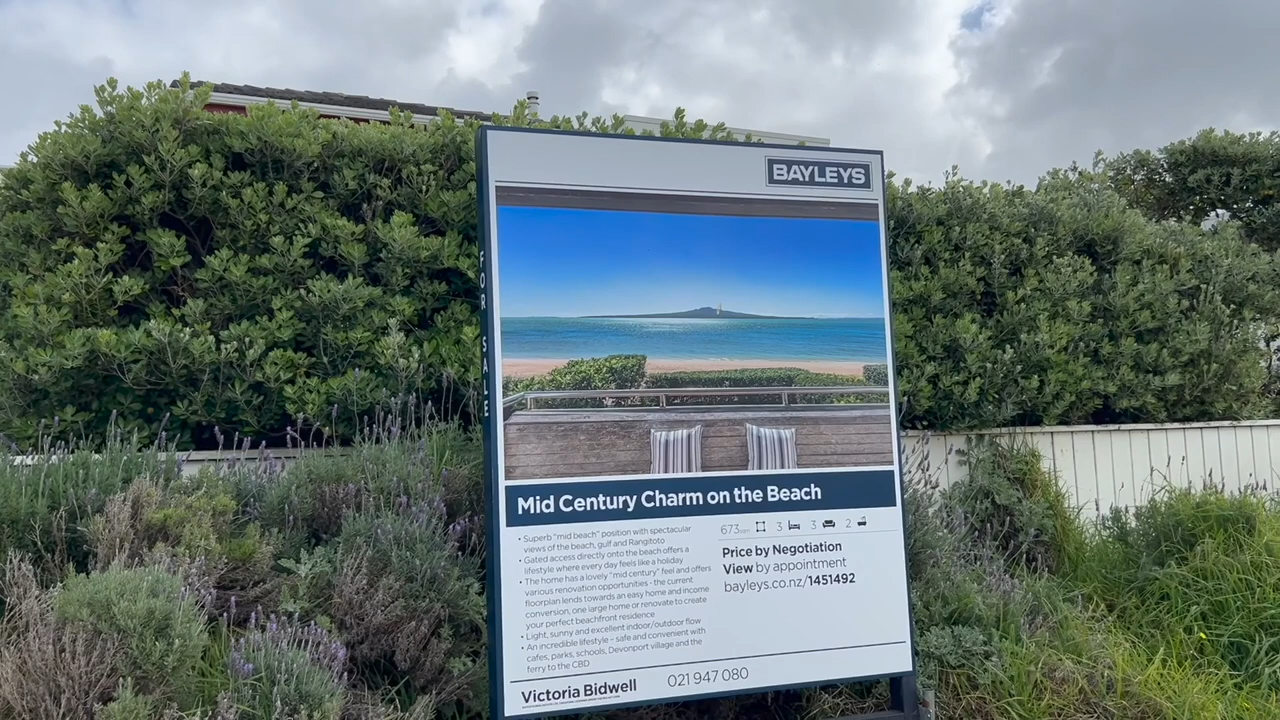 BAYLEYS
FOR SALE
Mid Century Charm on the Beach
• Superb "mid beach" position with spectacular
views of the beach, gulf and Rangitoto
• Gated access directly onto the beach offers a
lifestyle where every day feels like a holiday
• The home has a lovely "mid century" feel and offers
various renovation opportunities - the current
floorplan lends towards an easy home and income
conversion, one large home or renovate to create
your perfect beachfront residence
• Light, sunny and excellent indoor/outdoor flow
• An incredible lifestyle – safe and convenient with
cafes, parks, schools, Devonport village and the
ferry to the CBD
673sqm 3 3 2
Price by Negotiation
View by appointment
bayleys.co.nz/1451492
Victoria Bidwell 021 947 080